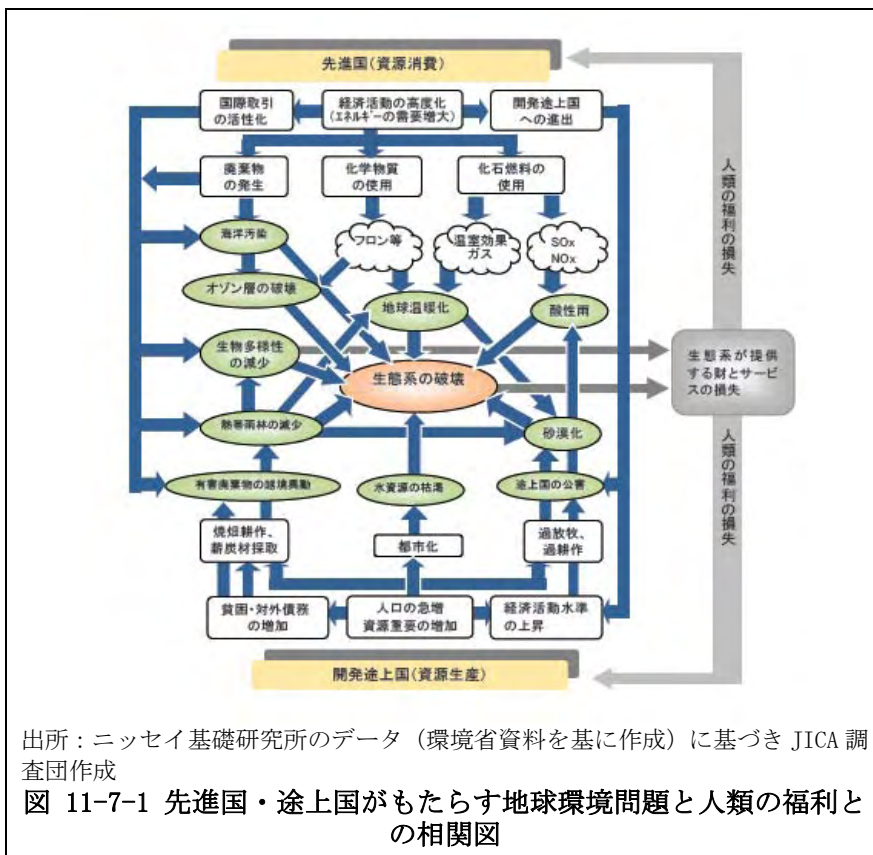 先進国(資源消費)
国際取引
の活性化
経済活動の高度化
(エネルギーの需要増大)
開発途上国
への進出
廃棄物
の発生
化学物質
の使用
化石燃料の
使用
海洋汚染
フロン等
温室効果
ガス
SOx
NOx
オゾン層の破壊
地球温暖化
酸性雨
生物多様性
の減少
生態系の破壊
熱帯雨林の減少
砂漠化
有害廃棄物の越境異動
水資源の枯渇
途上国の公害
焼畑耕作、
薪炭材採取
都市化
過放牧、
過耕作
貧困・対外債務
の増加
人口の急増
資源重要の増加
経済活動水準
の上昇
開発途上国(資源生産)
人類の福利の損失
生態系が提供
する財とサービ
スの損失
人類の福利の損失
出所：ニッセイ基礎研究所のデータ（環境省資料を基に作成）に基づき JICA 調
査団作成
図 11-7-1 先進国・途上国がもたらす地球環境問題と人類の福利と
の相関図